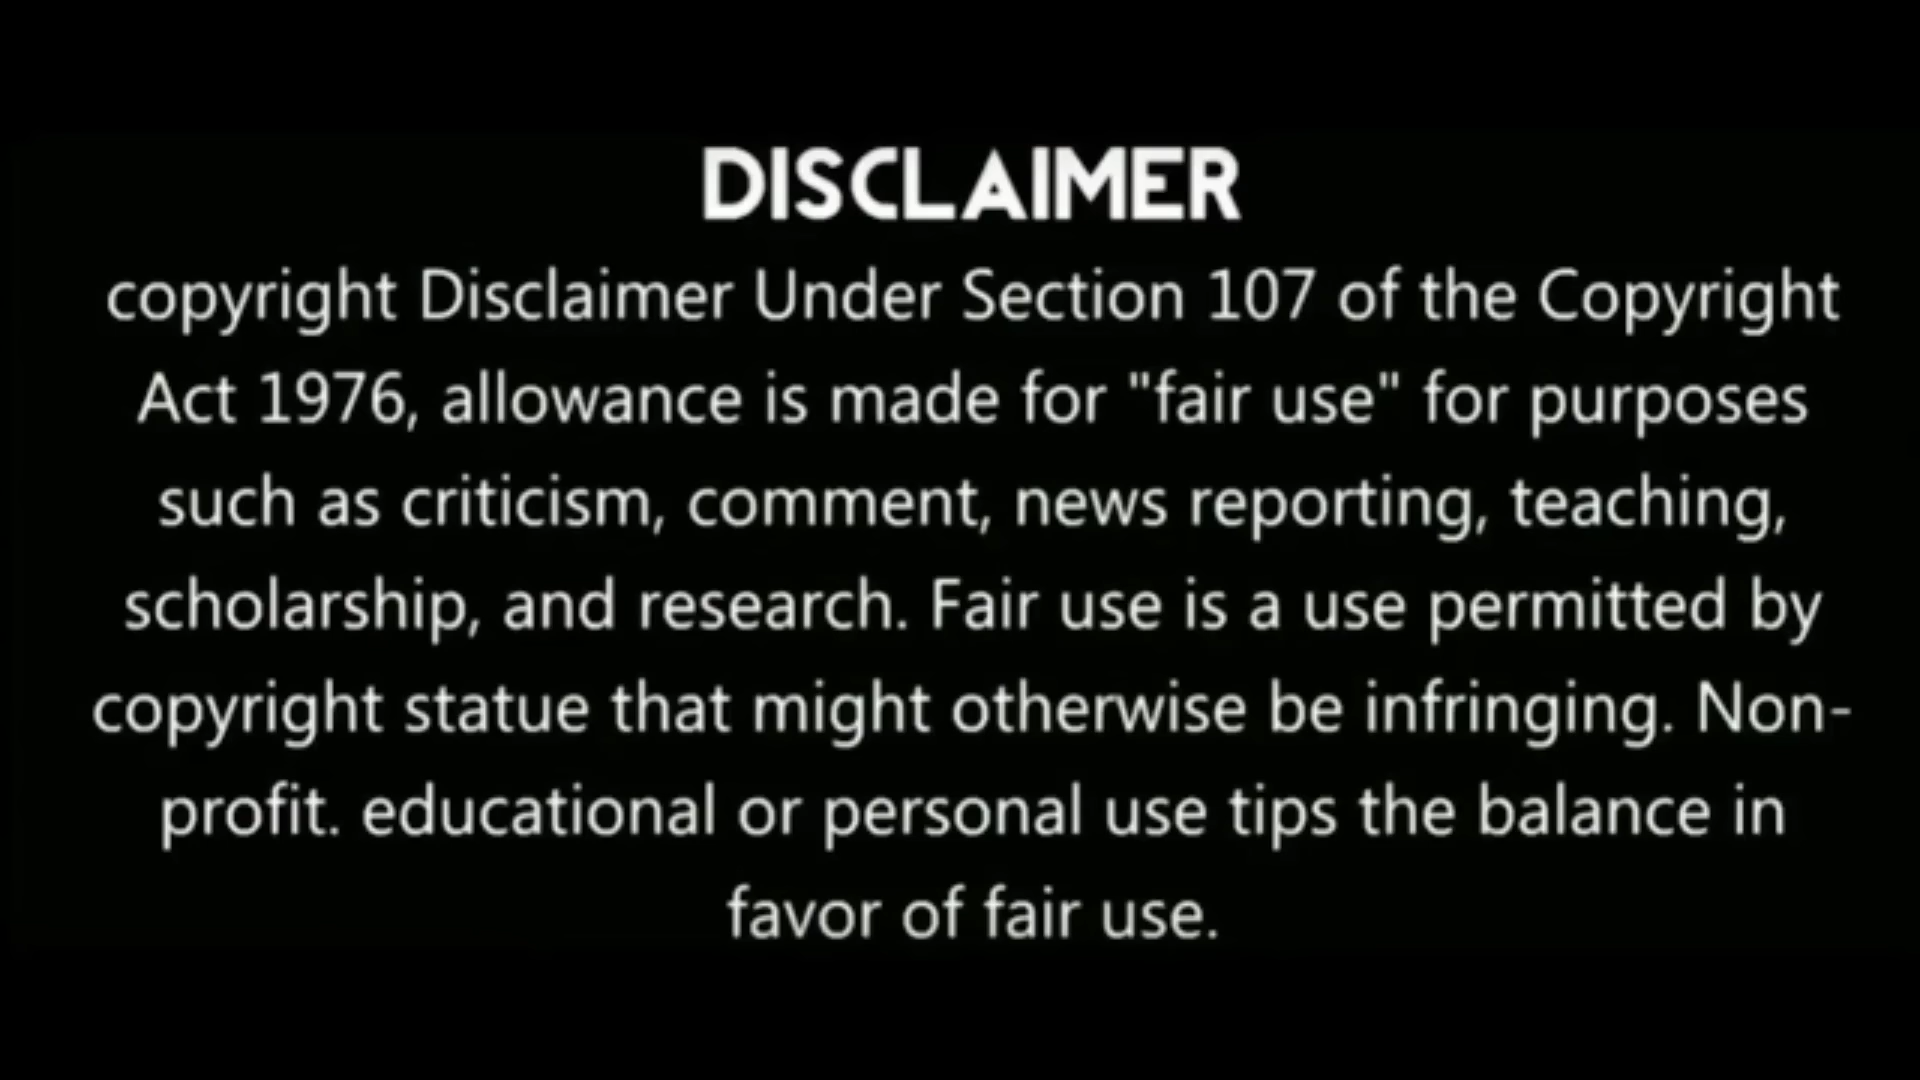 DISCLAIMER
copyright Disclaimer Under Section 107 of the Copyright
Act 1976, allowance is made for "fair use" for purposes
such as criticism, comment, news reporting, teaching,
scholarship, and research. Fair use is a use permitted by
copyright statue that might otherwise be infringing. Non-
profit. educational or personal use tips the balance in
favor of fair use.